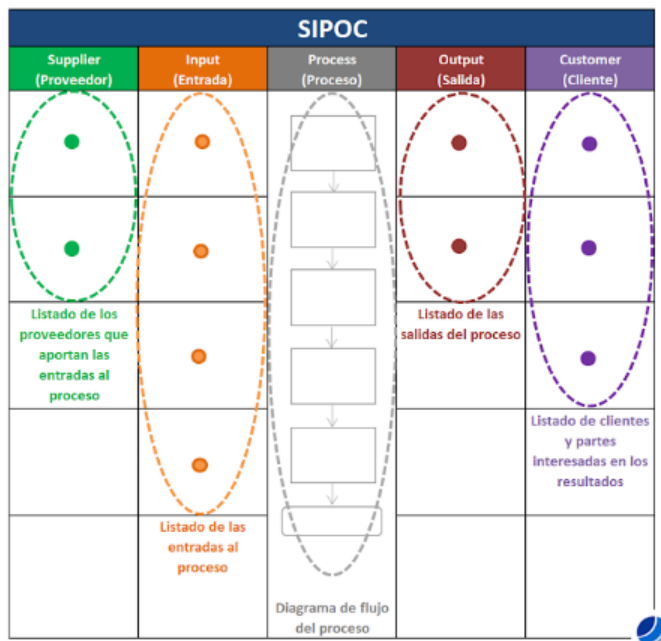 SIPOC
Supplier
(Proveedor)
Input
(Entrada)
Process
(Proceso)
Output
(Salida)
Customer
(Cliente)
Listado de los
proveedores que
aportan las
entradas al
proceso
Listado de las
entradas al
proceso
Diagrama de flujo
del proceso
Listado de las
salidas del proceso
Listado de clientes
y partes
interesadas en los
resultados